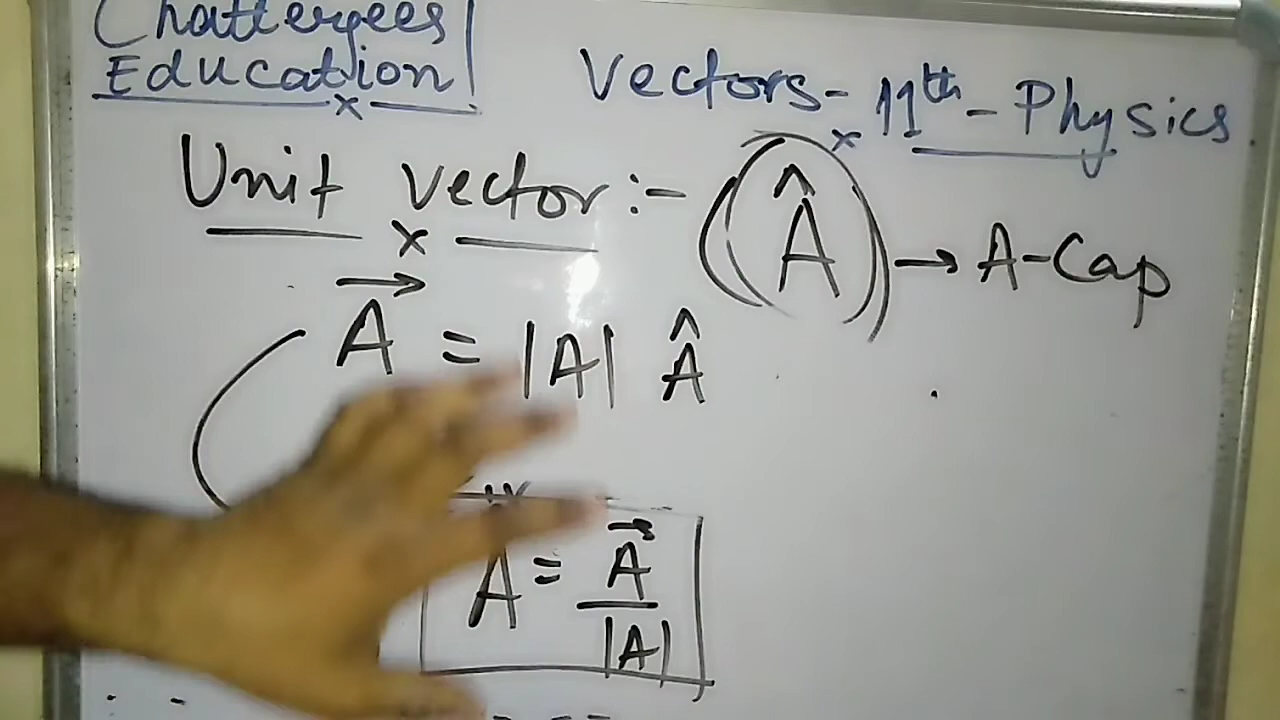 Chatterjees
Education
Vectors- 11th - Physics
Unit vector:- (Â) → A-Cap
A⃗ = |A| Â
Â = A⃗ / |A|